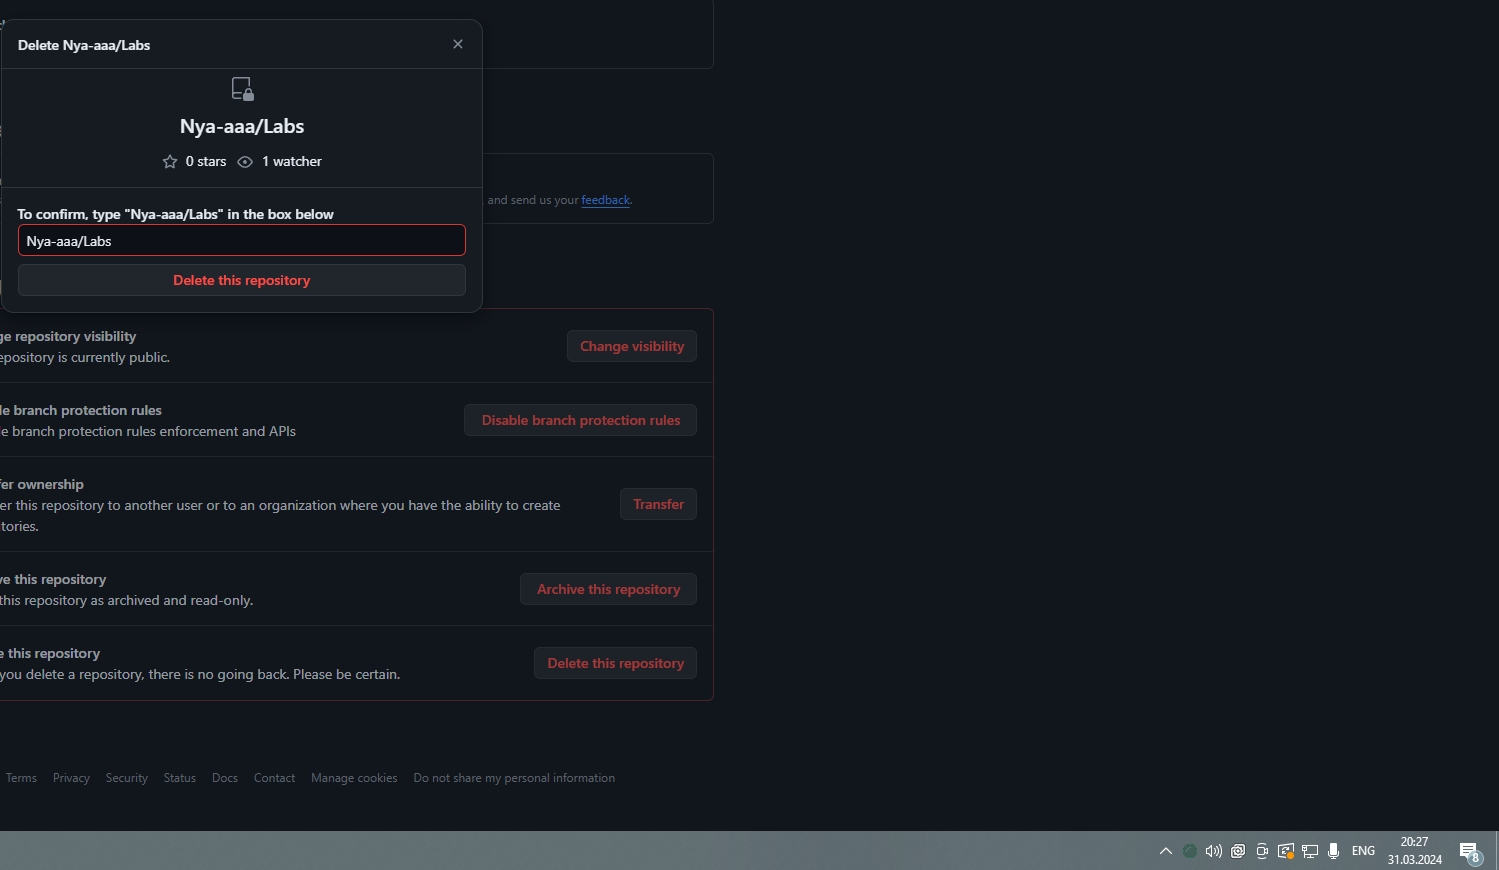 Delete Nya-aaa/Labs
Nya-aaa/Labs
0 stars 1 watcher
To confirm, type "Nya-aaa/Labs" in the box below
Nya-aaa/Labs
Delete this repository
and send us your feedback.
ge repository visibility
epository is currently public.
Change visibility
le branch protection rules
e branch protection rules enforcement and APIs
Disable branch protection rules
fer ownership
er this repository to another user or to an organization where you have the ability to create
tories.
Transfer
ve this repository
this repository as archived and read-only.
Archive this repository
e this repository
you delete a repository, there is no going back. Please be certain.
Delete this repository
Terms Privacy Security Status Docs Contact Manage cookies Do not share my personal information
ENG
20:27
31.03.2024
8